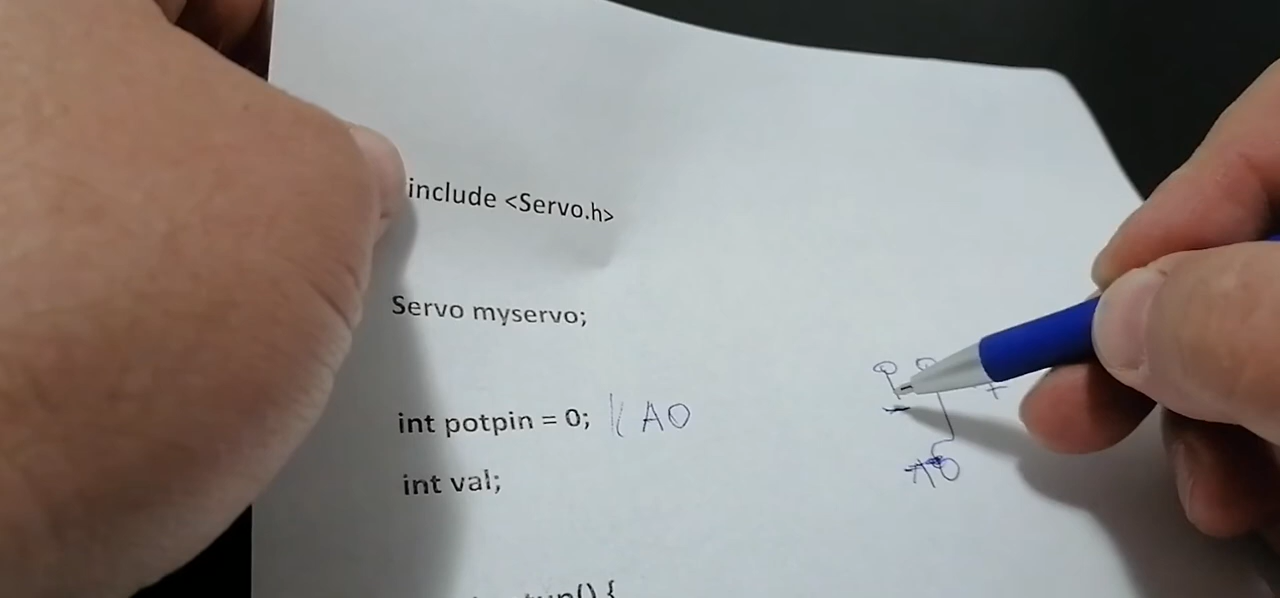 include <Servo.h>
Servo myservo;
int potpin = 0; // A0
int val;
() {
- +
A0